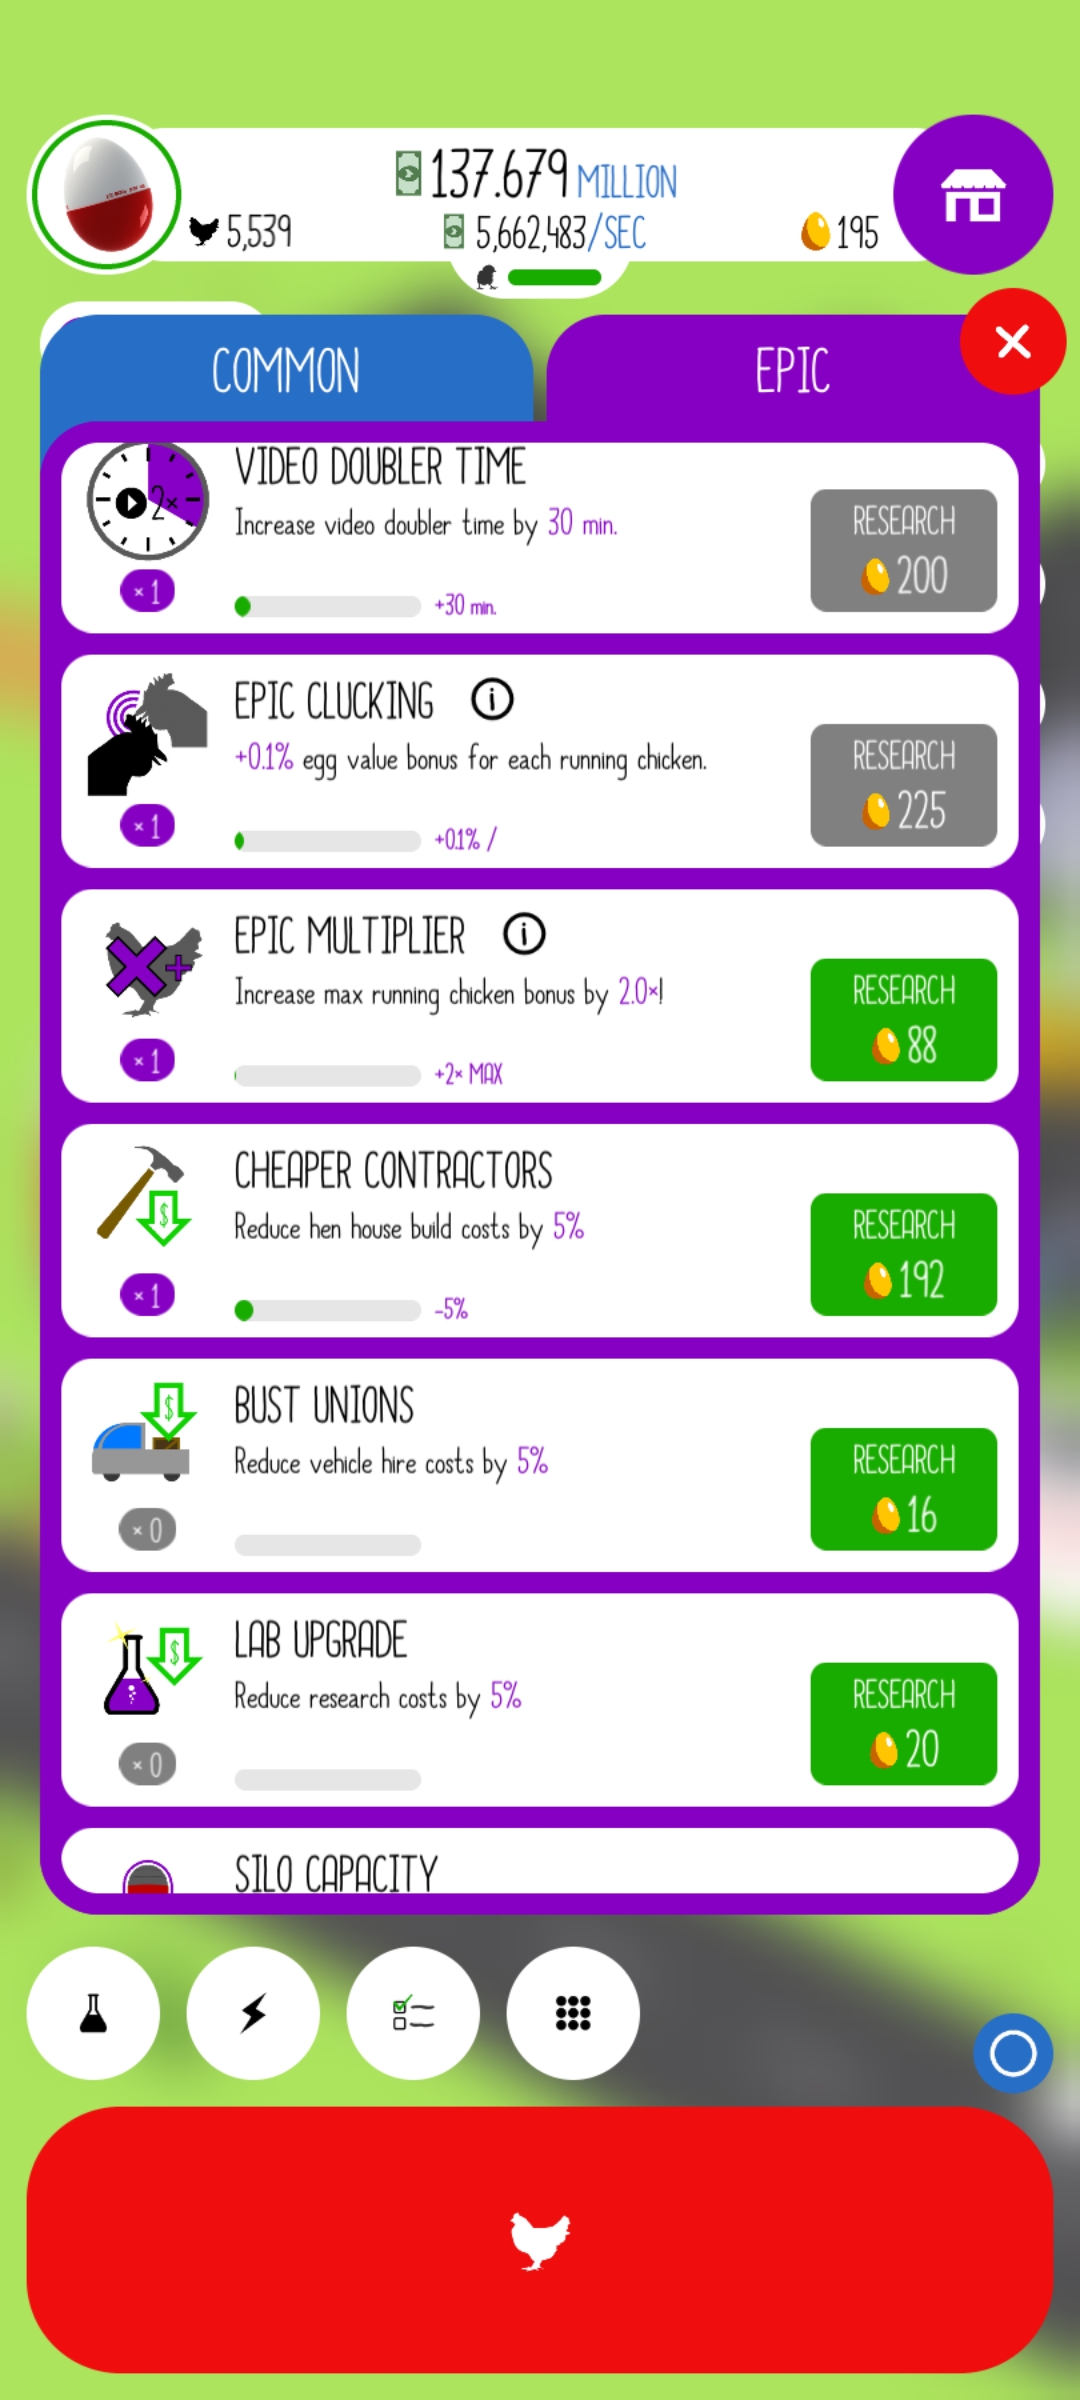 137.679 MILLION
5,539
5,662,483/SEC
195
COMMON
EPIC
VIDEO DOUBLER TIME
Increase video doubler time by 30 min.
2×
× 1
+30 min.
RESEARCH
200
EPIC CLUCKING
i
+0.1% egg value bonus for each running chicken.
× 1
+0.1% /
RESEARCH
225
EPIC MULTIPLIER
i
Increase max running chicken bonus by 2.0×!
× 1
+2× MAX
RESEARCH
88
CHEAPER CONTRACTORS
Reduce hen house build costs by 5%
$
× 1
-5%
RESEARCH
192
BUST UNIONS
Reduce vehicle hire costs by 5%
$
× 0
RESEARCH
16
LAB UPGRADE
Reduce research costs by 5%
$
× 0
RESEARCH
20
SILO CAPACITY